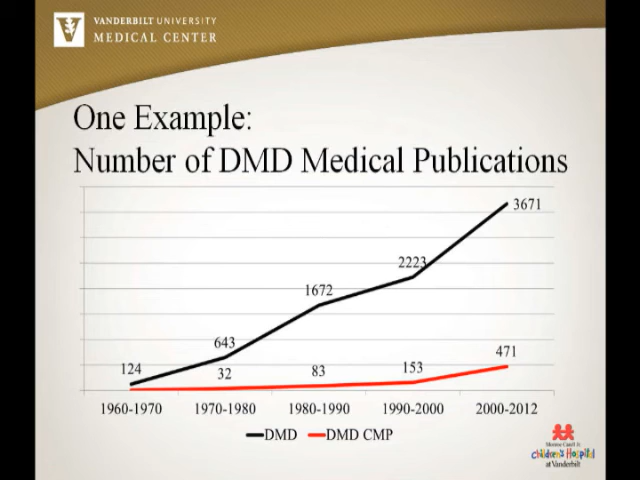 VANDERBILT UNIVERSITY
MEDICAL CENTER
One Example:
Number of DMD Medical Publications
3671
2223
1672
643
471
124
32
83
153
1960-1970 1970-1980 1980-1990 1990-2000 2000-2012
DMD DMD CMP
Monroe Carell Jr.
Children's Hospital
at Vanderbilt